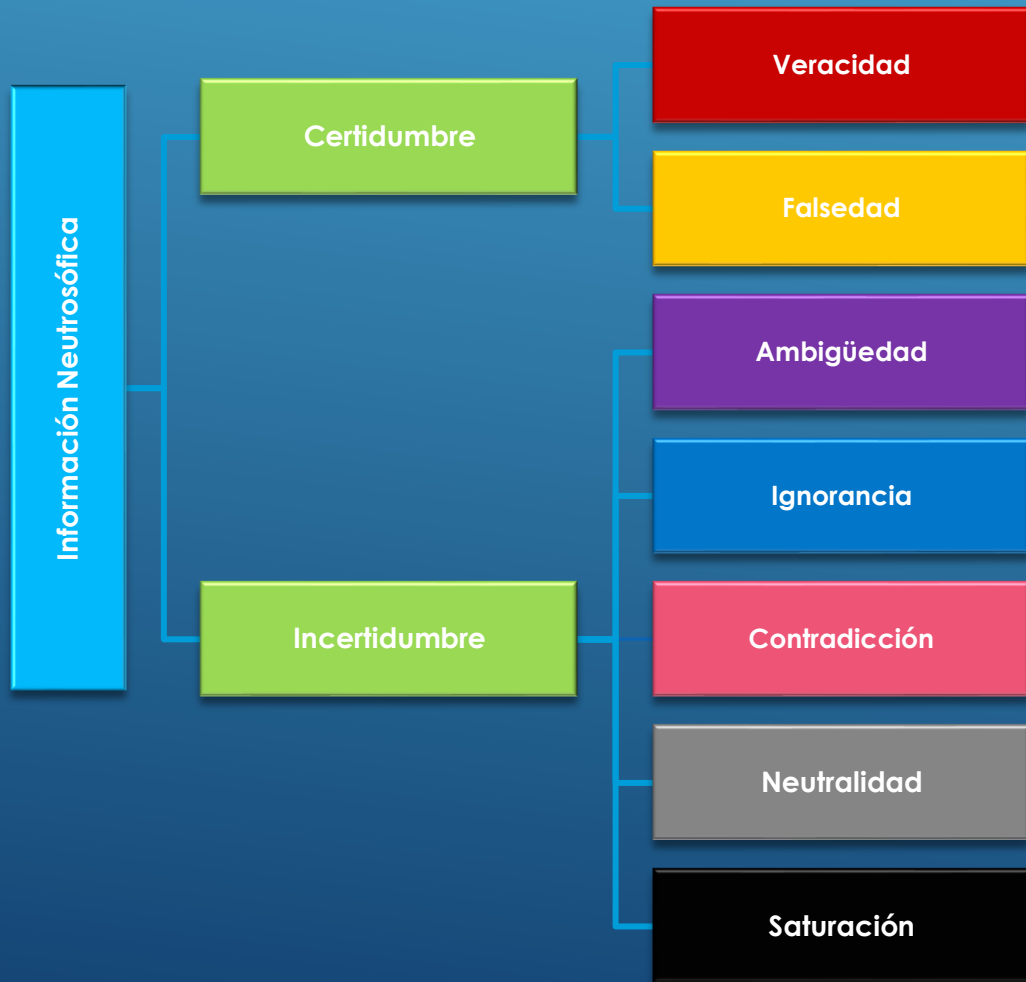 Información Neutrosófica
Certidumbre
Veracidad
Falsedad
Incertidumbre
Ambigüedad
Ignorancia
Contradicción
Neutralidad
Saturación